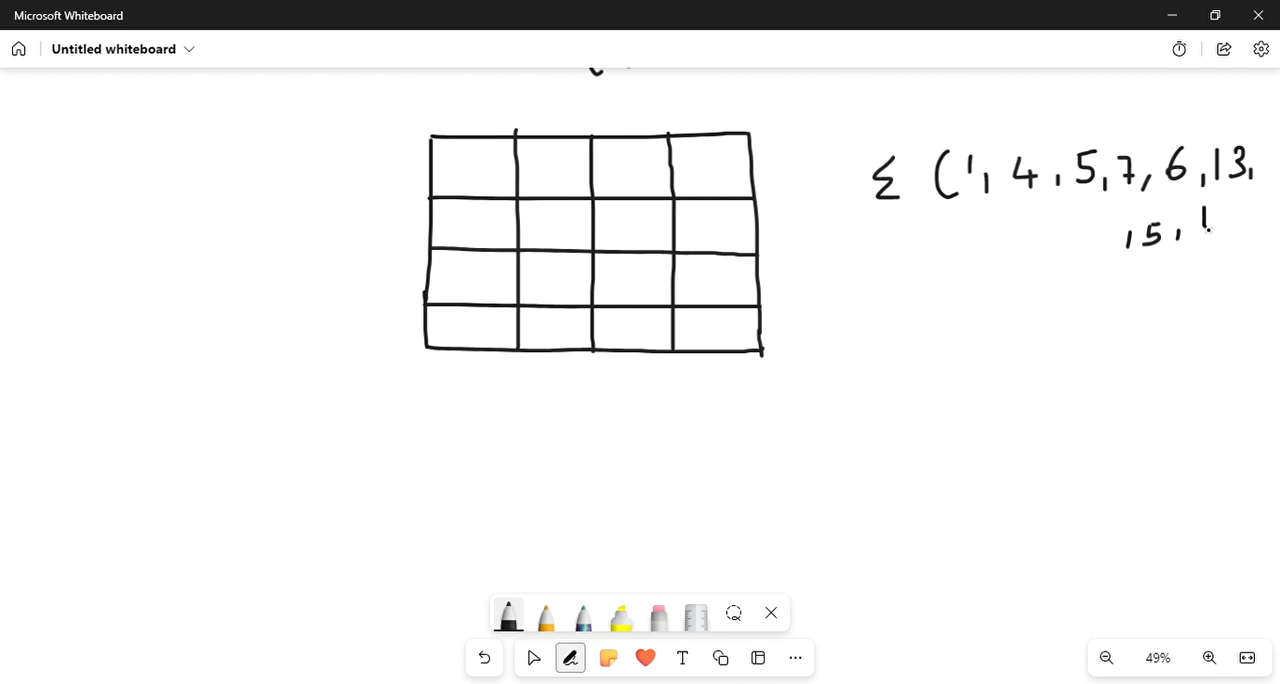 Microsoft Whiteboard
Untitled whiteboard
Σ (1, 4, 5, 7, 6, 13,
, 5, 1
T
49%